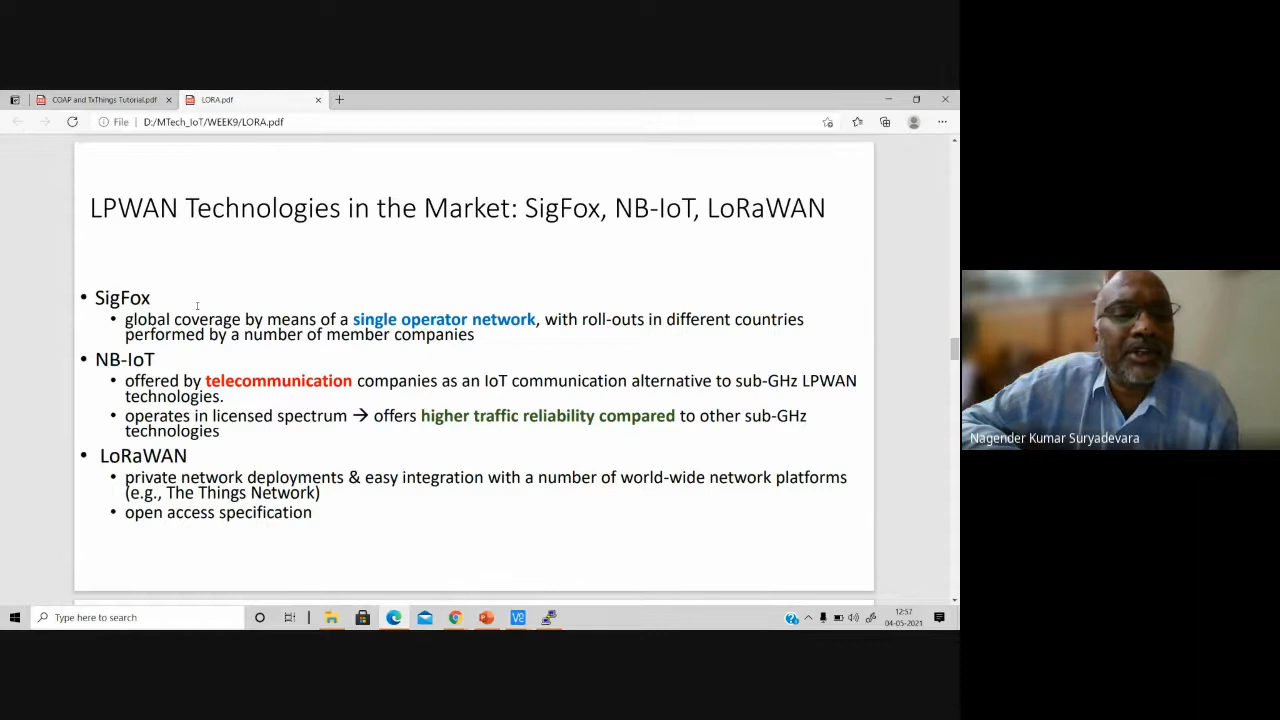 COAP and TxThings Tutorial.pdf
LORA.pdf
File
D:/MTech_IoT/WEEK9/LORA.pdf
LPWAN Technologies in the Market: SigFox, NB-IoT, LoRaWAN
• SigFox
• global coverage by means of a single operator network, with roll-outs in different countries
performed by a number of member companies
• NB-IoT
• offered by telecommunication companies as an IoT communication alternative to sub-GHz LPWAN
technologies.
• operates in licensed spectrum → offers higher traffic reliability compared to other sub-GHz
technologies
• LoRaWAN
• private network deployments & easy integration with a number of world-wide network platforms
(e.g., The Things Network)
• open access specification
Nagender Kumar Suryadevara
Type here to search
12:57
04-05-2021